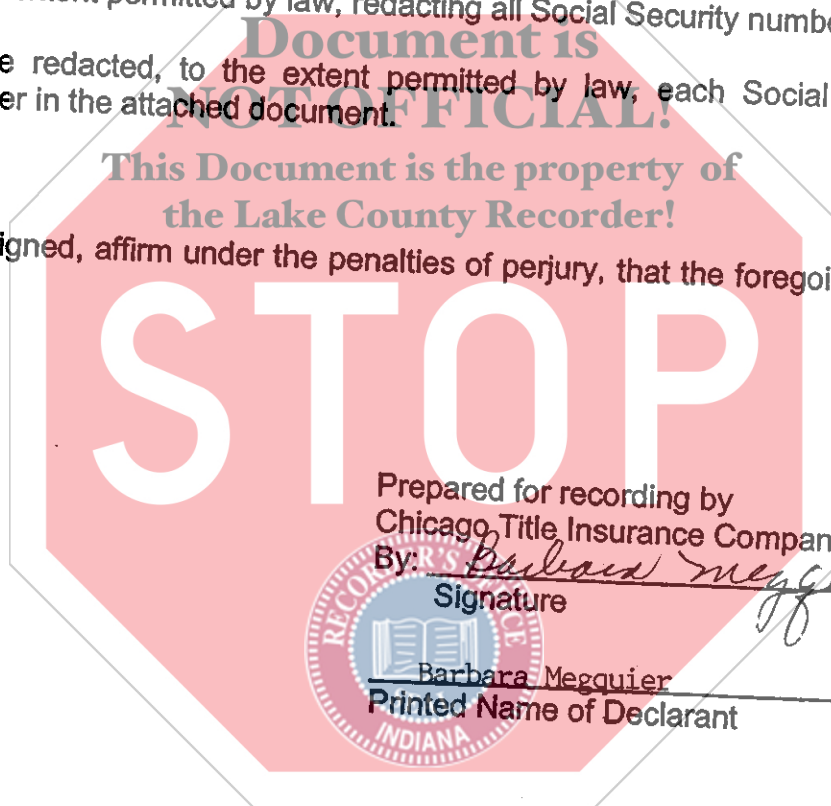 permitted by law, redacting all Social Security numbe
Document is
e redacted, to the extent permitted by law, each Social
NOT OFFICIAL!
er in the attached document.
This Document is the property of
the Lake County Recorder!
igned, affirm under the penalties of perjury, that the foregoi
STOP
Prepared for recording by
Chicago Title Insurance Compan
By: Barbara Megq
Signature
RECORDER'S OFFICE
Barbara Megquier
Printed Name of Declarant
INDIANA